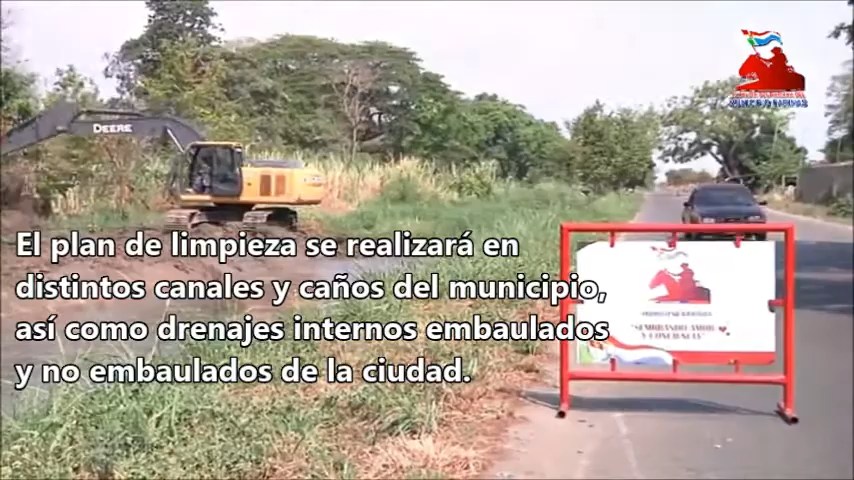 DEERE
El plan de limpieza se realizará en
distintos canales y caños del municipio,
así como drenajes internos embaulados
y no embaulados de la ciudad.
"SEMBRANDO AMOR